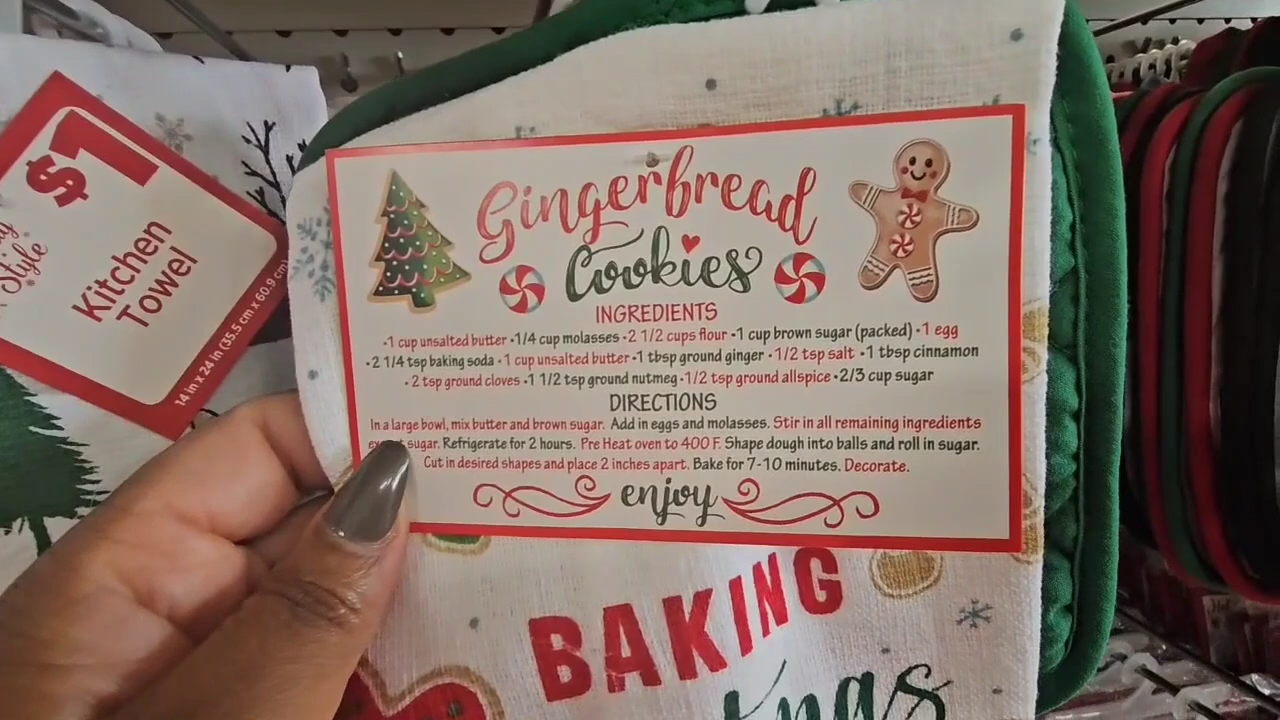 $1
Style
Kitchen
Towel
14 in x 24 in (35.5 cm x 60.9 cm)
Gingerbread
Cookies
INGREDIENTS
•1 cup unsalted butter •1/4 cup molasses •2 1/2 cups flour •1 cup brown sugar (packed) •1 egg
•2 1/4 tsp baking soda •1 cup unsalted butter •1 tbsp ground ginger •1/2 tsp salt •1 tbsp cinnamon
•2 tsp ground cloves •1 1/2 tsp ground nutmeg •1/2 tsp ground allspice •2/3 cup sugar
DIRECTIONS
In a large bowl, mix butter and brown sugar. Add in eggs and molasses. Stir in all remaining ingredients
except sugar. Refrigerate for 2 hours. Pre Heat oven to 400 F. Shape dough into balls and roll in sugar.
Cut in desired shapes and place 2 inches apart. Bake for 7-10 minutes. Decorate.
enjoy
BAKING